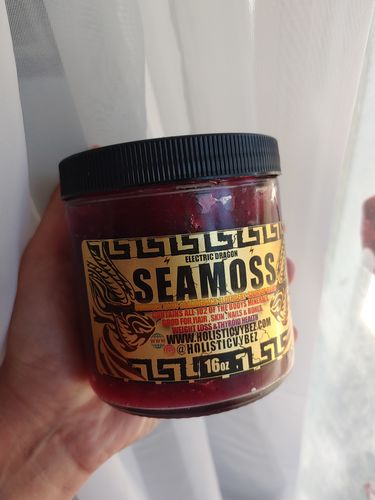 ELECTRIC DRAGON
SEAMOSS
CONTAINS ALL 102 OF THE BODYS MINERALS
GOOD FOR HAIR, SKIN, NAILS & BONES.
WEIGHT LOSS & THYROID HEALTH
WWW.HOLISTICVYBEZ.COM
@HOLISTICVYBEZ
16oz